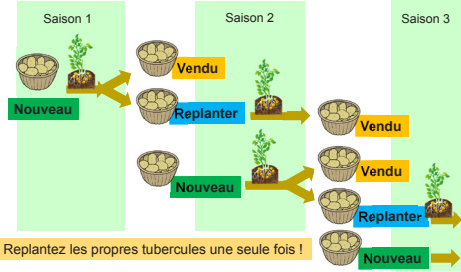 Saison 1
Saison 2
Saison 3
Vendu
Nouveau
Replanter
Vendu
Vendu
Nouveau
Replanter
Replantez les propres tubercules une seule fois !
Nouveau